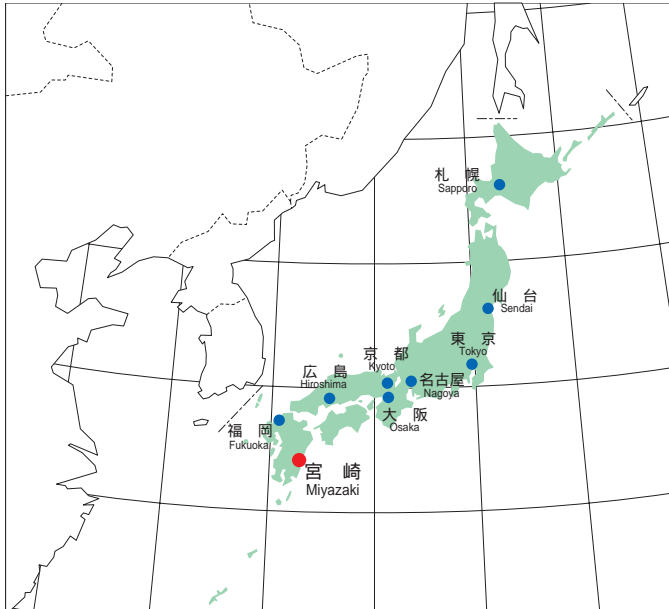 札　幌
Sapporo
仙　台
Sendai
東　京
Tokyo
京　都
Kyoto
広　島
Hiroshima
名古屋
Nagoya
大　阪
Osaka
福　岡
Fukuoka
宮　崎
Miyazaki